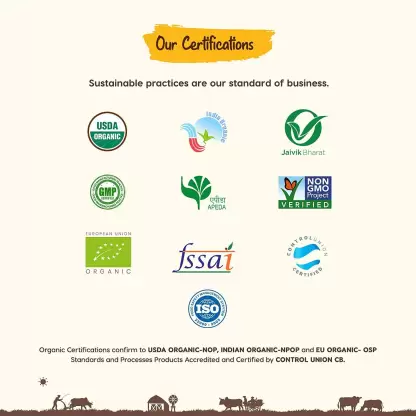 Our Certifications
Sustainable practices are our standard of business.
USDA
ORGANIC
India Organic
Jaivik Bharat
GMP
एपीडा
APEDA
NON
GMO
Project
VERIFIED
EUROPEAN UNION
ORGANIC
fssai
CONTROL UNION
CERTIFIED
ISO
Organic Certifications confirm to USDA ORGANIC-NOP, INDIAN ORGANIC-NPOP and EU ORGANIC- OSP
Standards and Processes Products Accredited and Certified by CONTROL UNION CB.